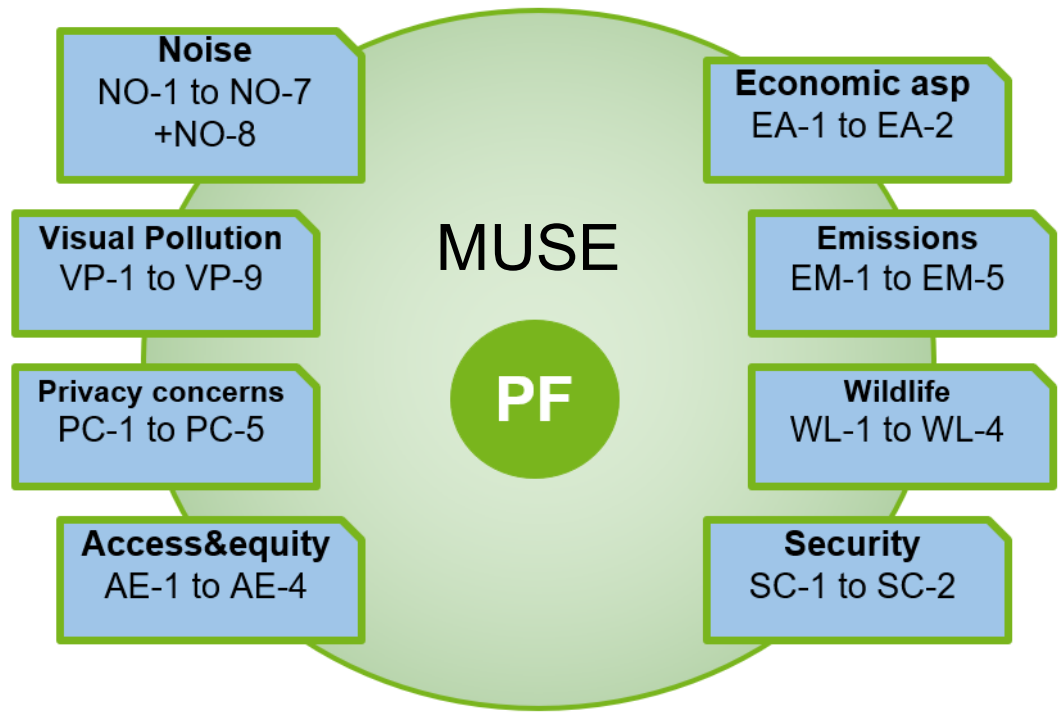 Noise
NO-1 to NO-7
+NO-8
Visual Pollution
VP-1 to VP-9
Privacy concerns
PC-1 to PC-5
Access&equity
AE-1 to AE-4
MUSE
PF
Economic asp
EA-1 to EA-2
Emissions
EM-1 to EM-5
Wildlife
WL-1 to WL-4
Security
SC-1 to SC-2